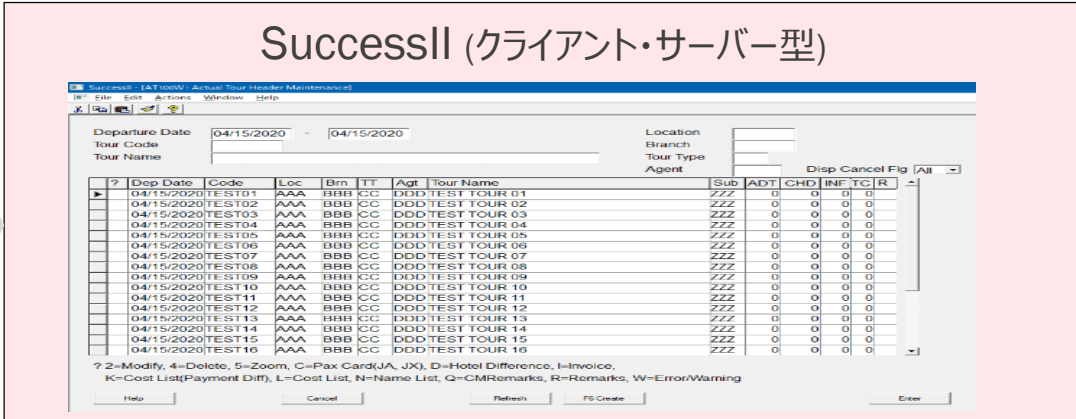 SuccessII (クライアント・サーバー型)
SuccessII - [AT100W : Actual Tour Header Maintenance]
File Edit Actions Window Help
Departure Date 04/15/2020 - 04/15/2020 Location
Tour Code Branch
Tour Name Tour Type
Agent Disp Cancel Flg All
? Dep Date Code Loc Brn TT Agt Tour Name Sub ADT CHD INF TC R
04/15/2020 TEST01 AAA BBB CC DDD TEST TOUR 01 ZZZ 0 0 0 0
04/15/2020 TEST02 AAA BBB CC DDD TEST TOUR 02 ZZZ 0 0 0 0
04/15/2020 TEST03 AAA BBB CC DDD TEST TOUR 03 ZZZ 0 0 0 0
04/15/2020 TEST04 AAA BBB CC DDD TEST TOUR 04 ZZZ 0 0 0 0
04/15/2020 TEST05 AAA BBB CC DDD TEST TOUR 05 ZZZ 0 0 0 0
04/15/2020 TEST06 AAA BBB CC DDD TEST TOUR 06 ZZZ 0 0 0 0
04/15/2020 TEST07 AAA BBB CC DDD TEST TOUR 07 ZZZ 0 0 0 0
04/15/2020 TEST08 AAA BBB CC DDD TEST TOUR 08 ZZZ 0 0 0 0
04/15/2020 TEST09 AAA BBB CC DDD TEST TOUR 09 ZZZ 0 0 0 0
04/15/2020 TEST10 AAA BBB CC DDD TEST TOUR 10 ZZZ 0 0 0 0
04/15/2020 TEST11 AAA BBB CC DDD TEST TOUR 11 ZZZ 0 0 0 0
04/15/2020 TEST12 AAA BBB CC DDD TEST TOUR 12 ZZZ 0 0 0 0
04/15/2020 TEST13 AAA BBB CC DDD TEST TOUR 13 ZZZ 0 0 0 0
04/15/2020 TEST14 AAA BBB CC DDD TEST TOUR 14 ZZZ 0 0 0 0
04/15/2020 TEST15 AAA BBB CC DDD TEST TOUR 15 ZZZ 0 0 0 0
04/15/2020 TEST16 AAA BBB CC DDD TEST TOUR 16 ZZZ 0 0 0 0
? 2=Modify, 4=Delete, 5=Zoom, C=Pax Card(JA, JX), D=Hotel Difference, I=Invoice,
K=Cost List(Payment Diff), L=Cost List, N=Name List, Q=CMRemarks, R=Remarks, W=Error/Warning
Help Cancel Refresh F6 Create Enter